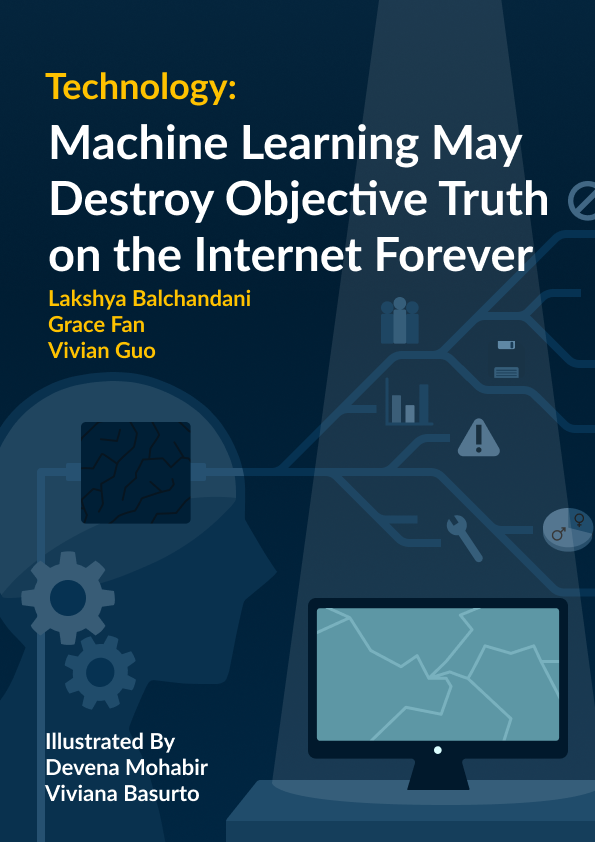 Technology:
Machine Learning May
Destroy Objective Truth
on the Internet Forever
Lakshya Balchandani
Grace Fan
Vivian Guo
Illustrated By
Devena Mohabir
Viviana Basurto